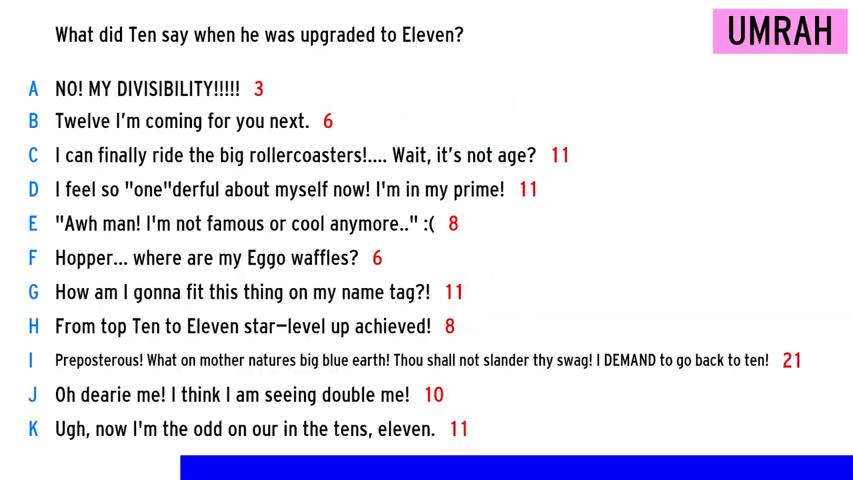 What did Ten say when he was upgraded to Eleven?
UMRAH
A NO! MY DIVISIBILITY!!!!! 3
B Twelve I’m coming for you next. 6
C I can finally ride the big rollercoasters!.... Wait, it’s not age? 11
D I feel so "one"derful about myself now! I'm in my prime! 11
E "Awh man! I'm not famous or cool anymore.." :( 8
F Hopper... where are my Eggo waffles? 6
G How am I gonna fit this thing on my name tag?! 11
H From top Ten to Eleven star—level up achieved! 8
I Preposterous! What on mother natures big blue earth! Thou shall not slander thy swag! I DEMAND to go back to ten! 21
J Oh dearie me! I think I am seeing double me! 10
K Ugh, now I'm the odd on our in the tens, eleven. 11